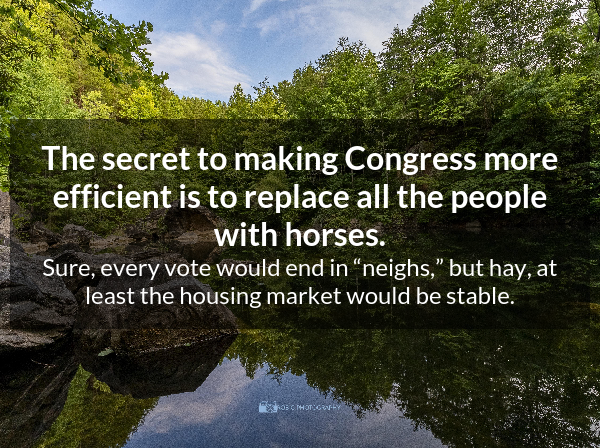 The secret to making Congress more
efficient is to replace all the people
with horses.
Sure, every vote would end in “neighs,” but hay, at
least the housing market would be stable.
PHOTOGRAPHY